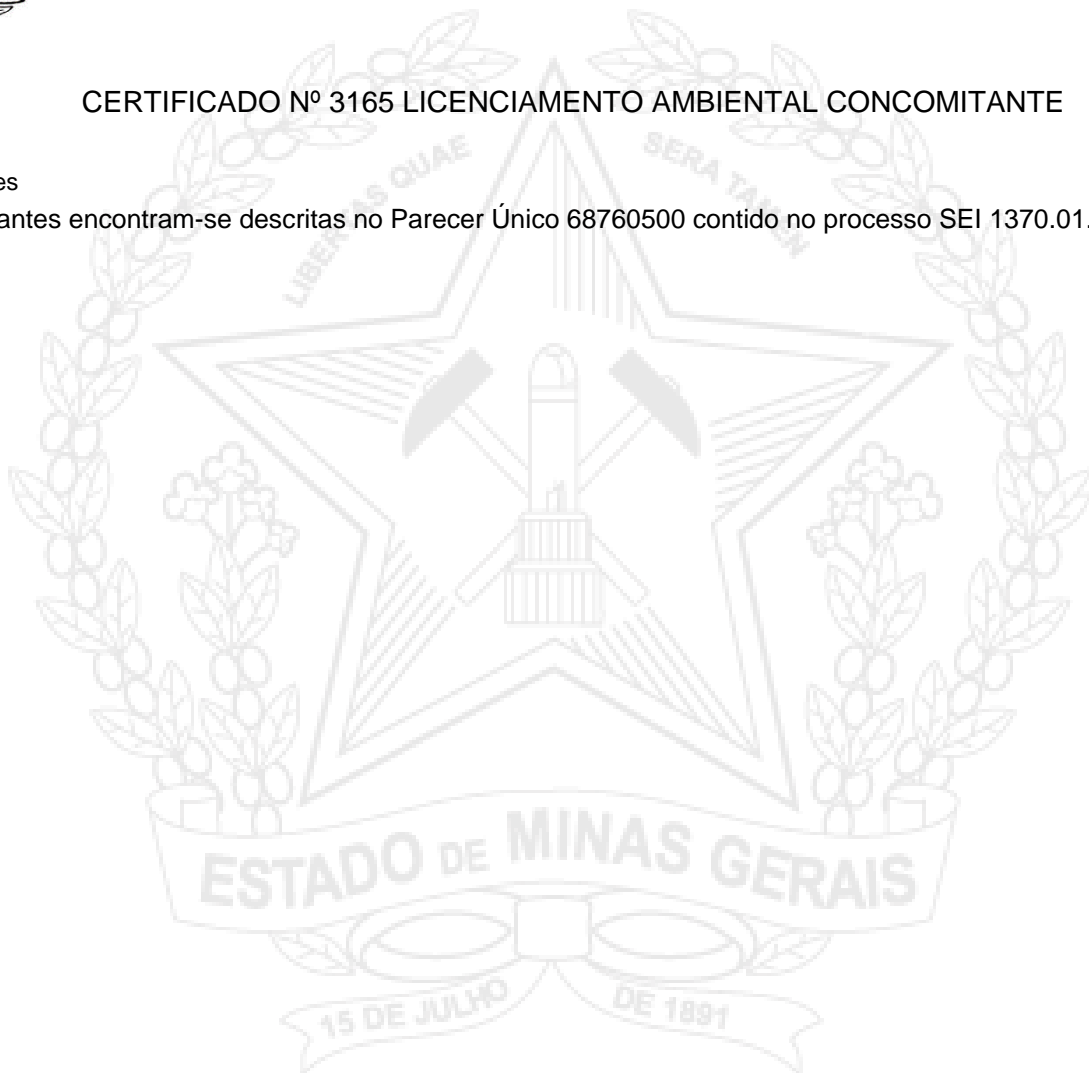 CERTIFICADO Nº 3165 LICENCIAMENTO AMBIENTAL CONCOMITANTE
es
antes encontram-se descritas no Parecer Único 68760500 contido no processo SEI 1370.01.
LIBERTAS QUAE SERA TAMEN
ESTADO DE MINAS GERAIS
15 DE JULHO DE 1891